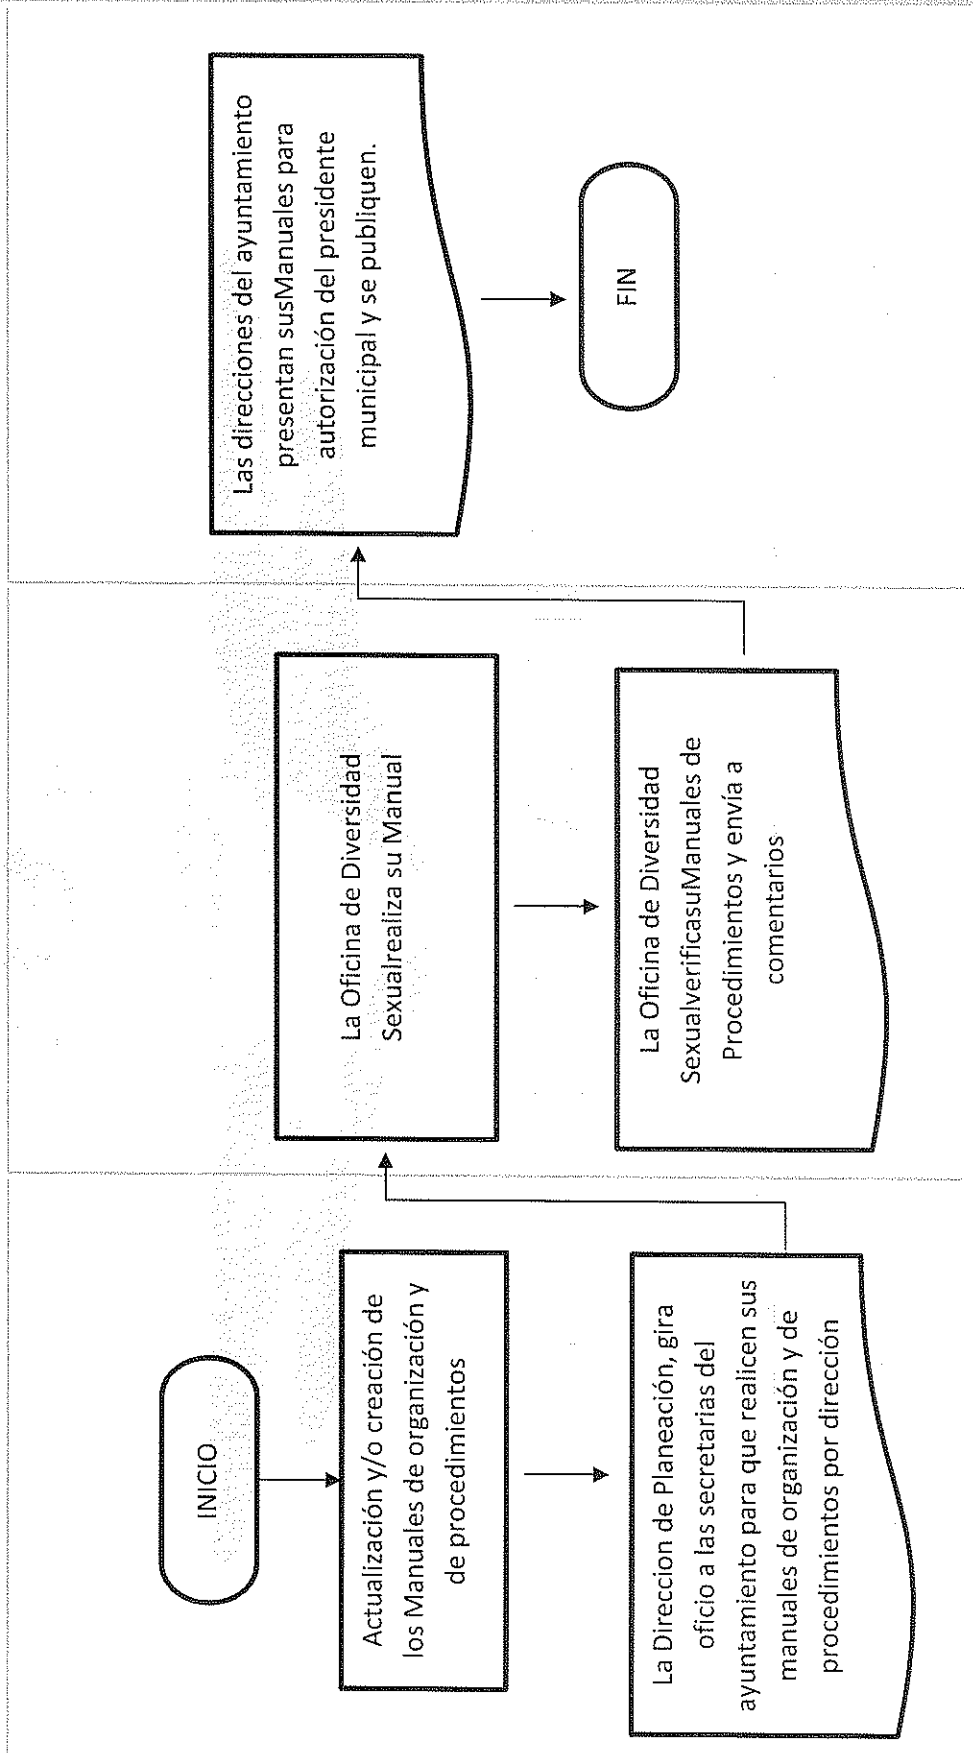 INICIO
Actualización y/o creación de
los Manuales de organización y
de procedimientos
La Direccion de Planeación, gira
oficio a las secretarias del
ayuntamiento para que realicen sus
manuales de organización y de
procedimientos por dirección
La Oficina de Diversidad
Sexualrealiza su Manual
La Oficina de Diversidad
SexualverificasuManuales de
Procedimientos y envía a
comentarios
Las direcciones del ayuntamiento
presentan susManuales para
autorización del presidente
municipal y se publiquen.
FIN